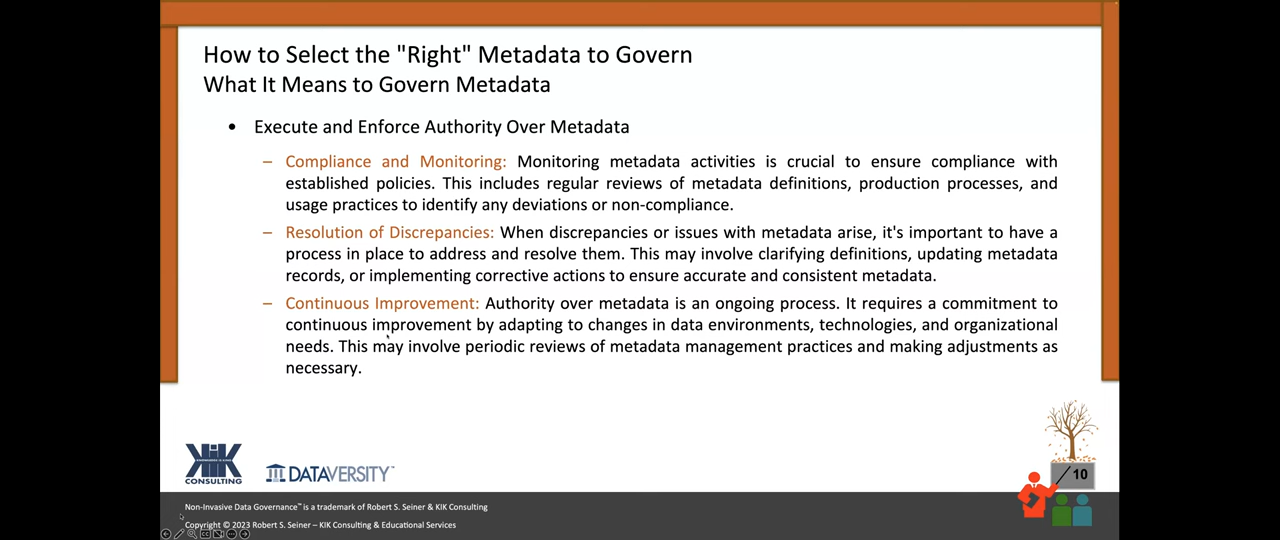 How to Select the "Right" Metadata to Govern
What It Means to Govern Metadata
• Execute and Enforce Authority Over Metadata
– Compliance and Monitoring: Monitoring metadata activities is crucial to ensure compliance with
established policies. This includes regular reviews of metadata definitions, production processes, and
usage practices to identify any deviations or non-compliance.
– Resolution of Discrepancies: When discrepancies or issues with metadata arise, it's important to have a
process in place to address and resolve them. This may involve clarifying definitions, updating metadata
records, or implementing corrective actions to ensure accurate and consistent metadata.
– Continuous Improvement: Authority over metadata is an ongoing process. It requires a commitment to
continuous improvement by adapting to changes in data environments, technologies, and organizational
needs. This may involve periodic reviews of metadata management practices and making adjustments as
necessary.
KIK
CONSULTING
DATAVERSITY™
10
Non-Invasive Data Governance™ is a trademark of Robert S. Seiner & KIK Consulting
Copyright © 2023 Robert S. Seiner – KIK Consulting & Educational Services